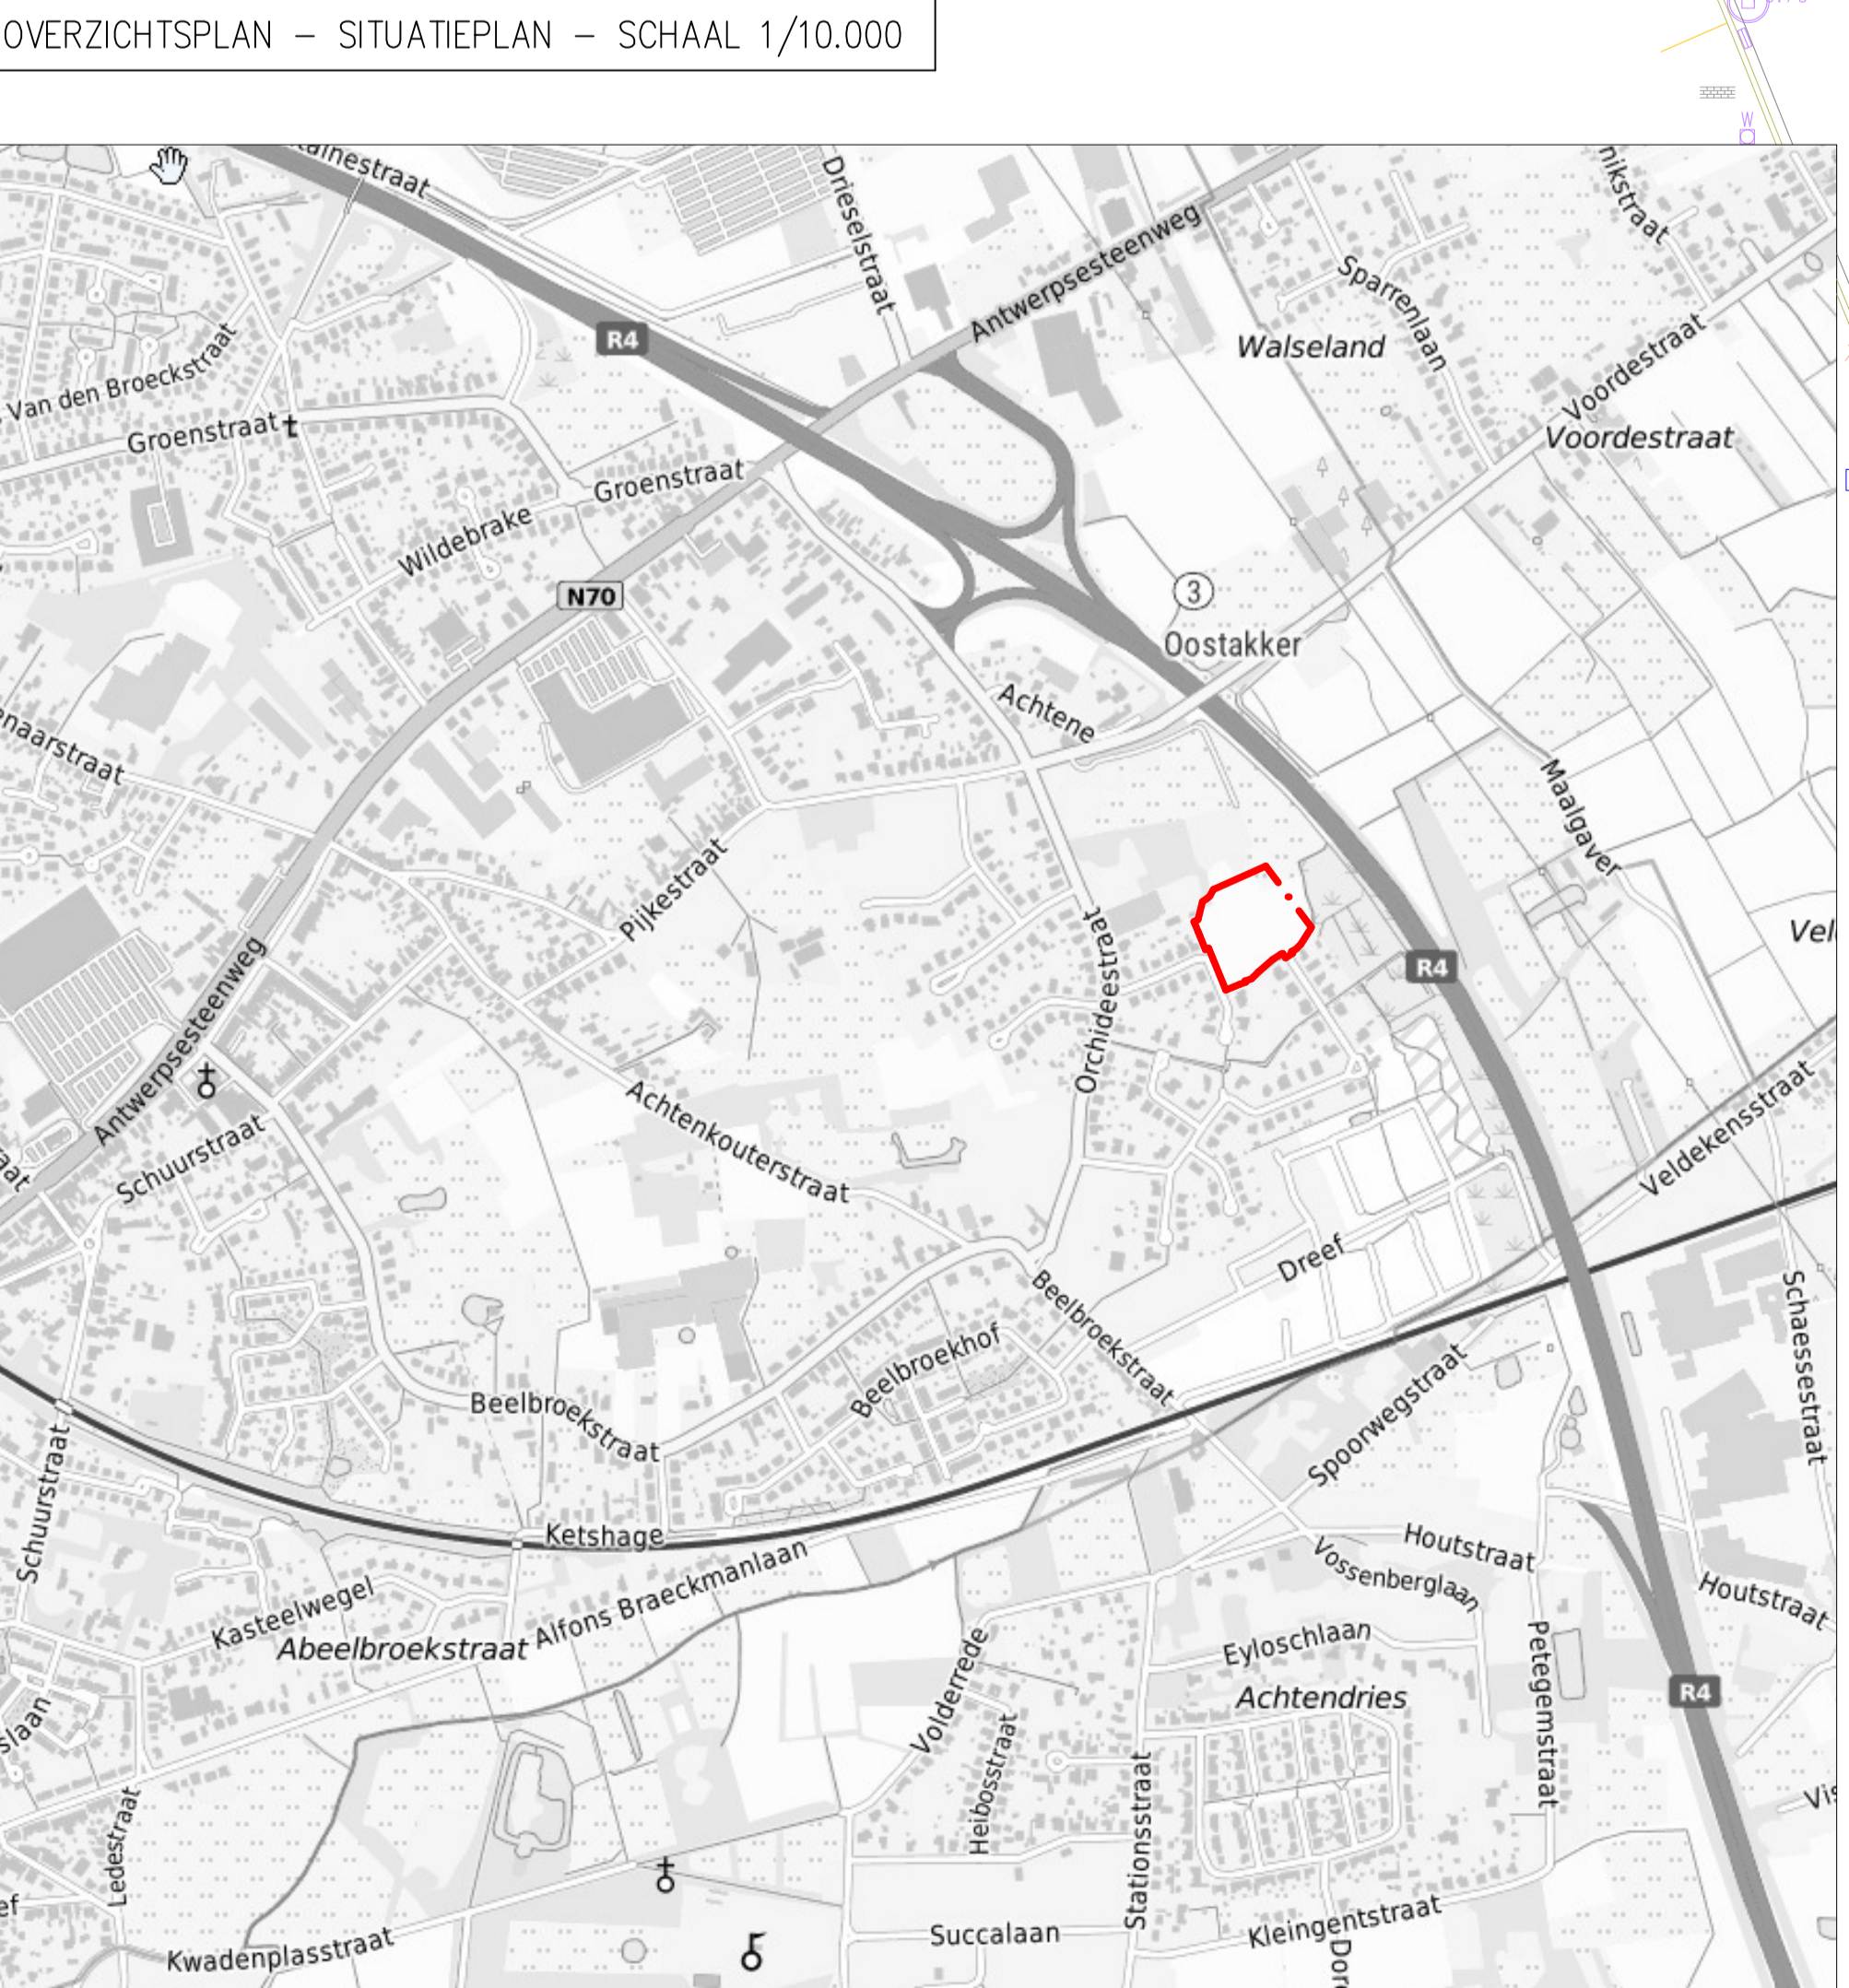 OVERZICHTSPLAN – SITUATIEPLAN – SCHAAL 1/10.000
W
Drieselstraat
Antwerpsesteenweg
Sparrenlaan
R4
Walseland
Voordestraat
Van den Broeckstraat
Voordestraat
Groenstraat
Groenstraat
Wildebrake
N70
3
Oostakker
Achtene
Maalgaver
Pijkestraat
Orchideestraat
R4
Antwerpsesteenweg
Achtenkouterstraat
Schuurstraat
Veldekensstraat
Dreef
Beelbroekstraat
Schaessestraat
Beelbroekhof
Beelbroekstraat
Spoorwegstraat
Schuurstraat
Ketshage
Houtstraat
Vossenberglaan
Houtstraat
Kasteelwegel
Alfons Braeckmanlaan
Abeelbroekstraat
Volderrede
Eyloschlaan
Petegemstraat
Achtendries
R4
Heibosstraat
Stationsstraat
Ledestraat
Kleingentstraat
Succalaan
Kwadenplasstraat